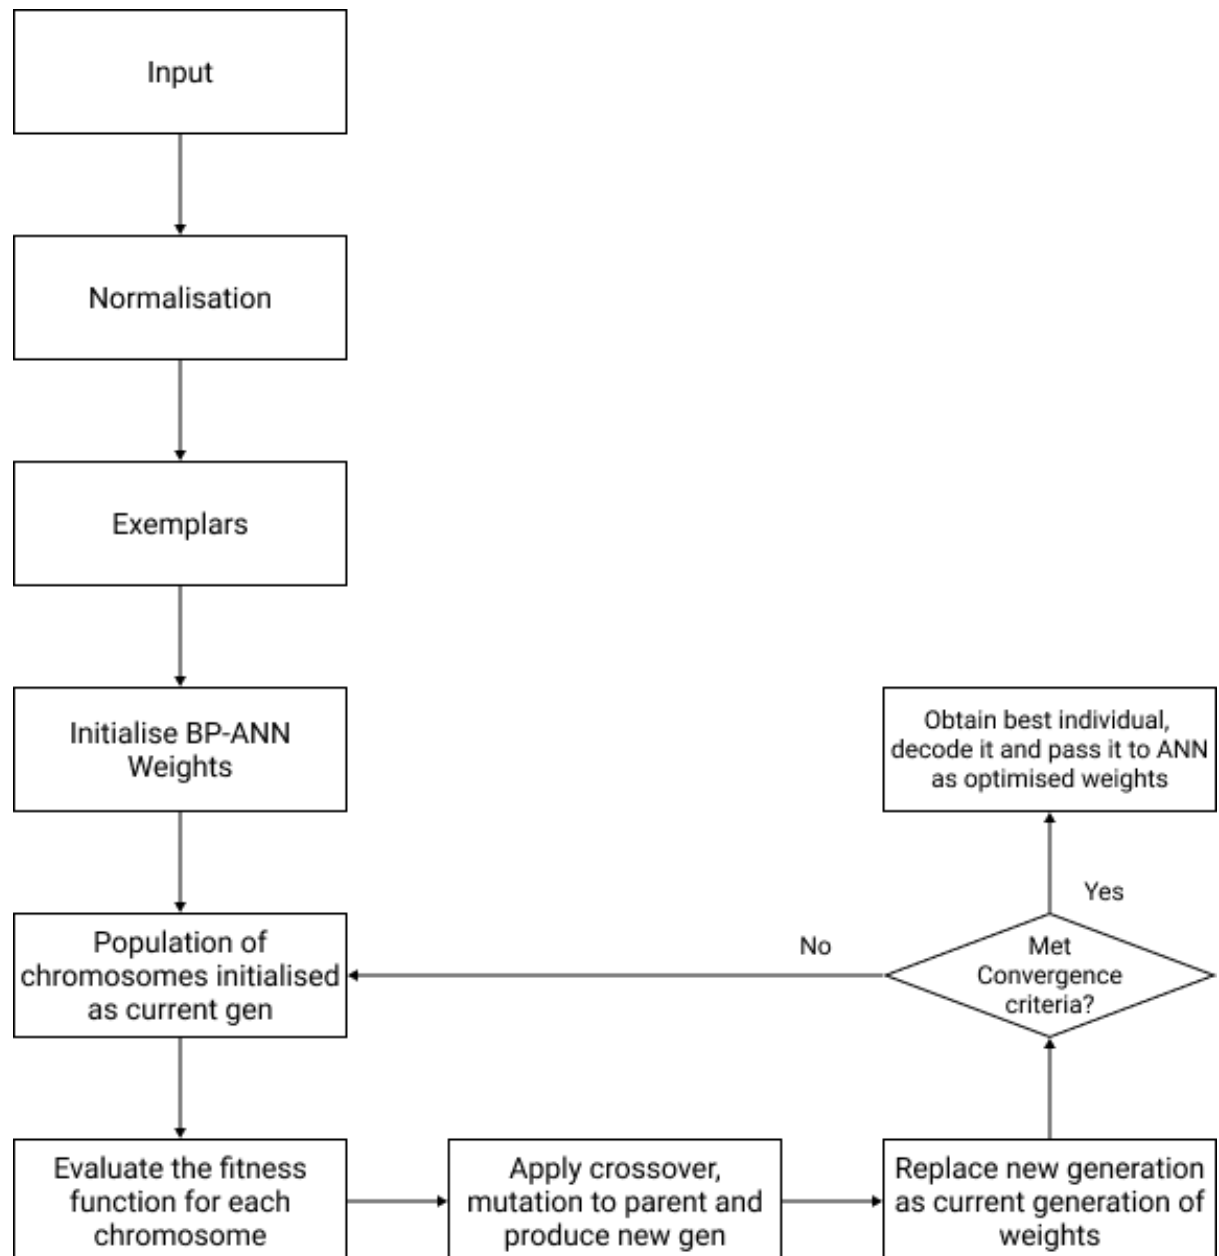 Input
Normalisation
Exemplars
Initialise BP-ANN
Weights
Obtain best individual,
decode it and pass it to ANN
as optimised weights
Yes
No
Population of
chromosomes initialised
as current gen
Met
Convergence
criteria?
Evaluate the fitness
function for each
chromosome
Apply crossover,
mutation to parent and
produce new gen
Replace new generation
as current generation of
weights